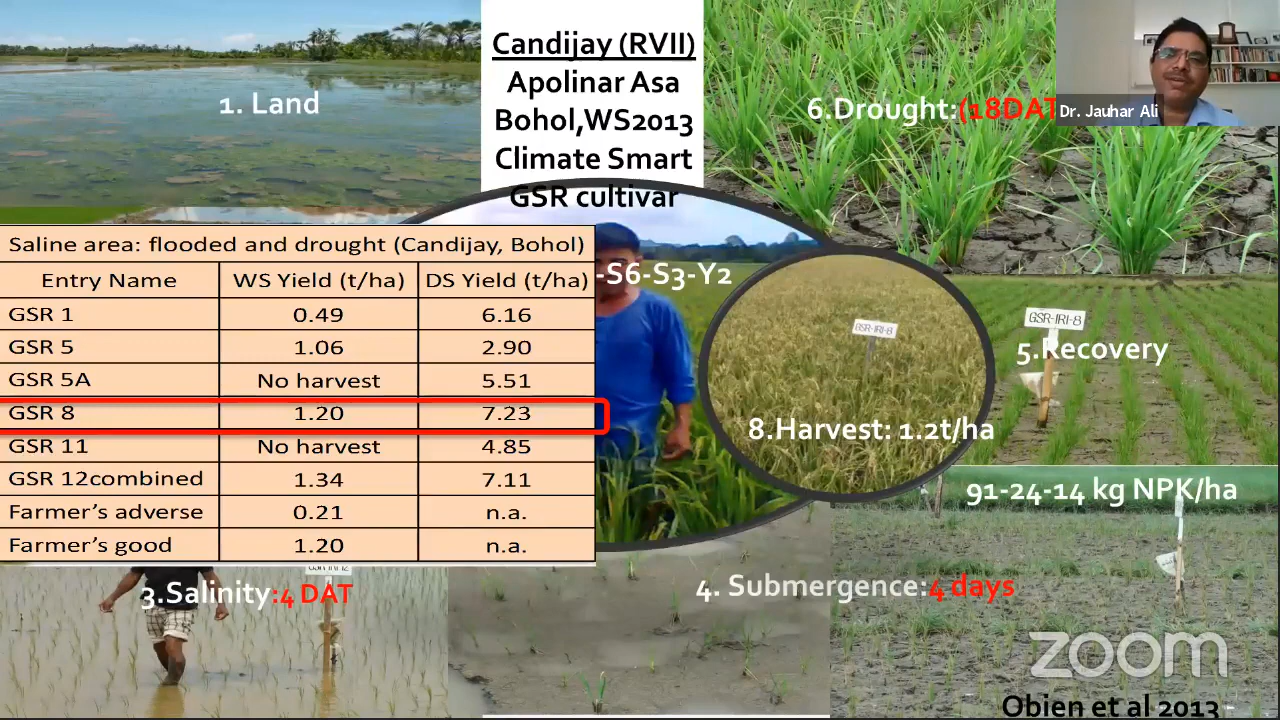 Candijay (RVII)
Apolinar Asa
Bohol,WS2013
Climate Smart
GSR cultivar
1. Land
6.Drought:(18DAT
Dr. Jauhar Ali
Saline area: flooded and drought (Candijay, Bohol)
Entry Name WS Yield (t/ha) DS Yield (t/ha)
GSR 1 0.49 6.16
GSR 5 1.06 2.90
GSR 5A No harvest 5.51
GSR 8 1.20 7.23
GSR 11 No harvest 4.85
GSR 12combined 1.34 7.11
Farmer's adverse 0.21 n.a.
Farmer's good 1.20 n.a.
-S6-S3-Y2
GSR-IRI-8
GSR-IRI-8
5.Recovery
8.Harvest: 1.2t/ha
91-24-14 kg NPK/ha
3.Salinity:4 DAT
4. Submergence:4 days
zoom
Obien et al 2013